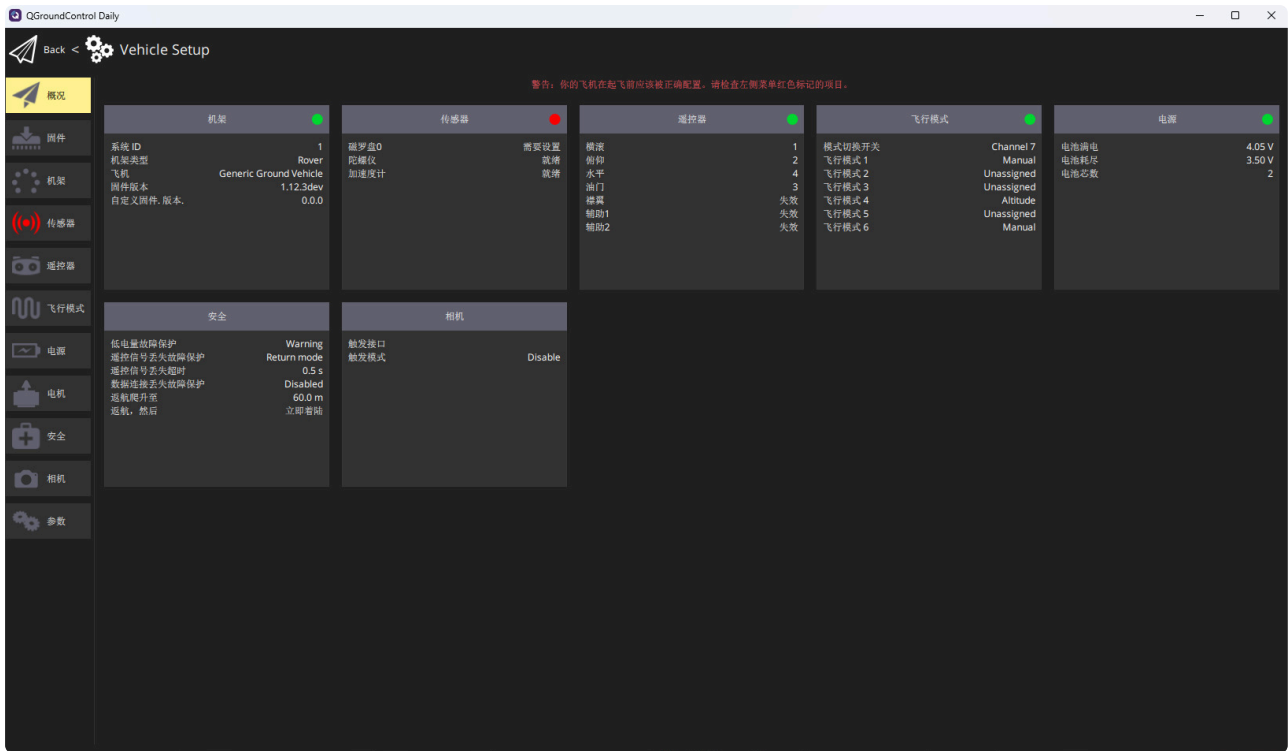 QGroundControl Daily
Back < Vehicle Setup
警告：你的飞机在起飞前应该被正确配置。请检查左侧菜单红色标记的项目。
概况
固件
机架
传感器
遥控器
飞行模式
电源
电机
安全
相机
参数
机架
系统 ID 1
机架类型 Rover
飞机 Generic Ground Vehicle
固件版本 1.12.3dev
自定义固件. 版本. 0.0.0
传感器
磁罗盘0 需要设置
陀螺仪 就绪
加速度计 就绪
遥控器
横滚 1
俯仰 2
水平 4
油门 3
襟翼 失效
辅助1 失效
辅助2 失效
飞行模式
模式切换开关 Channel 7
飞行模式 1 Manual
飞行模式 2 Unassigned
飞行模式 3 Unassigned
飞行模式 4 Altitude
飞行模式 5 Unassigned
飞行模式 6 Manual
电源
电池满电 4.05 V
电池耗尽 3.50 V
电池芯数 2
安全
低电量故障保护 Warning
遥控信号丢失故障保护 Return mode
遥控信号丢失超时 0.5 s
数据连接丢失故障保护 Disabled
返航爬升至 60.0 m
返航，然后 立即着陆
相机
触发接口
触发模式 Disable